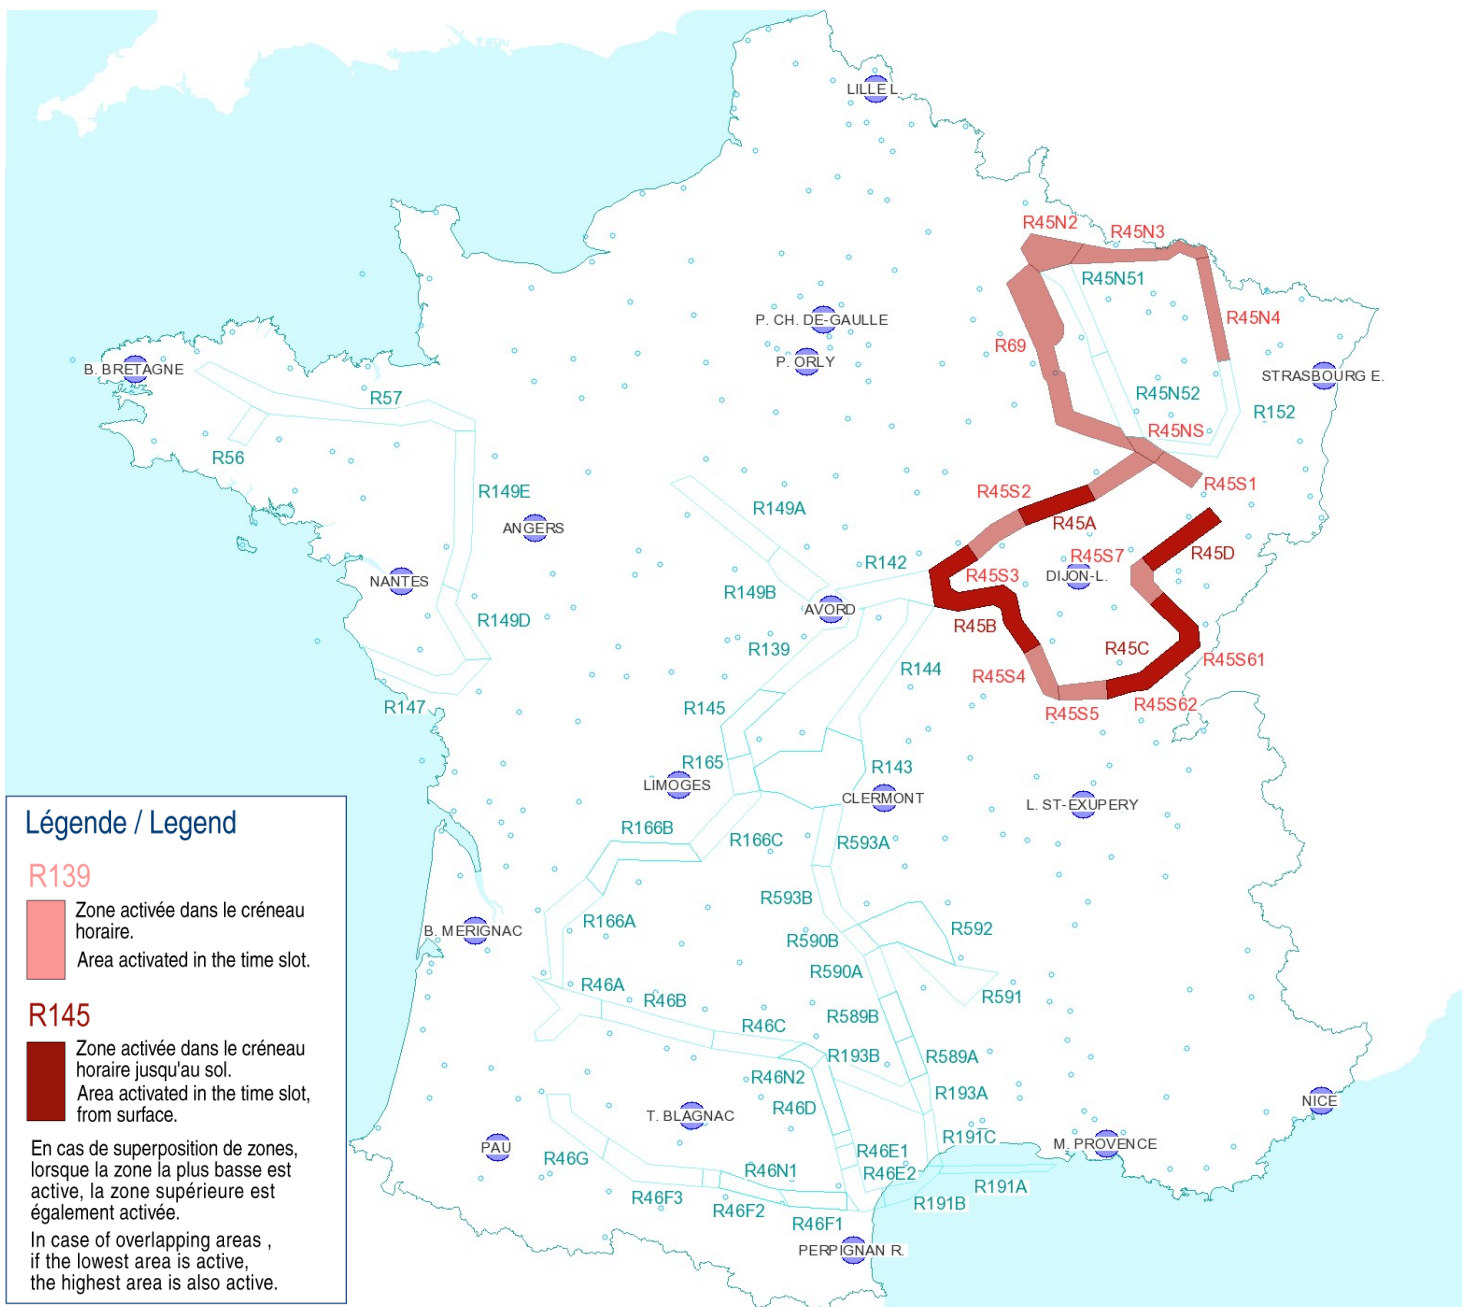 LILLE L.
R45N2
R45N3
R45N51
P. CH. DE-GAULLE
R45N4
R69
P. ORLY
B. BRETAGNE
STRASBOURG E.
R57
R45N52
R152
R45NS
R56
R149E
R45S2
R45S1
R149A
R45A
ANGERS
R45S7
R45D
R142
R45S3
DIJON-L.
NANTES
R149B
AVORD
R149D
R45B
R139
R45C
R45S61
R144
R45S4
R147
R145
R45S5
R45S62
R165
R143
LIMOGES
CLERMONT
L. ST-EXUPERY
R166B
R166C
R593A
R593B
R166A
R592
B. MERIGNAC
R590B
R590A
R46A
R591
R46B
R589B
R46C
R193B
R589A
R46N2
R193A
R46D
T. BLAGNAC
NICE
R191C
M. PROVENCE
PAU
R46E1
R46G
R46N1
R46E2
R191A
R46F3
R191B
R46F2
R46F1
PERPIGNAN R.
Légende / Legend
R139
Zone activée dans le créneau
horaire.
Area activated in the time slot.
R145
Zone activée dans le créneau
horaire jusqu'au sol.
Area activated in the time slot,
from surface.
En cas de superposition de zones,
lorsque la zone la plus basse est
active, la zone supérieure est
également activée.
In case of overlapping areas ,
if the lowest area is active,
the highest area is also active.